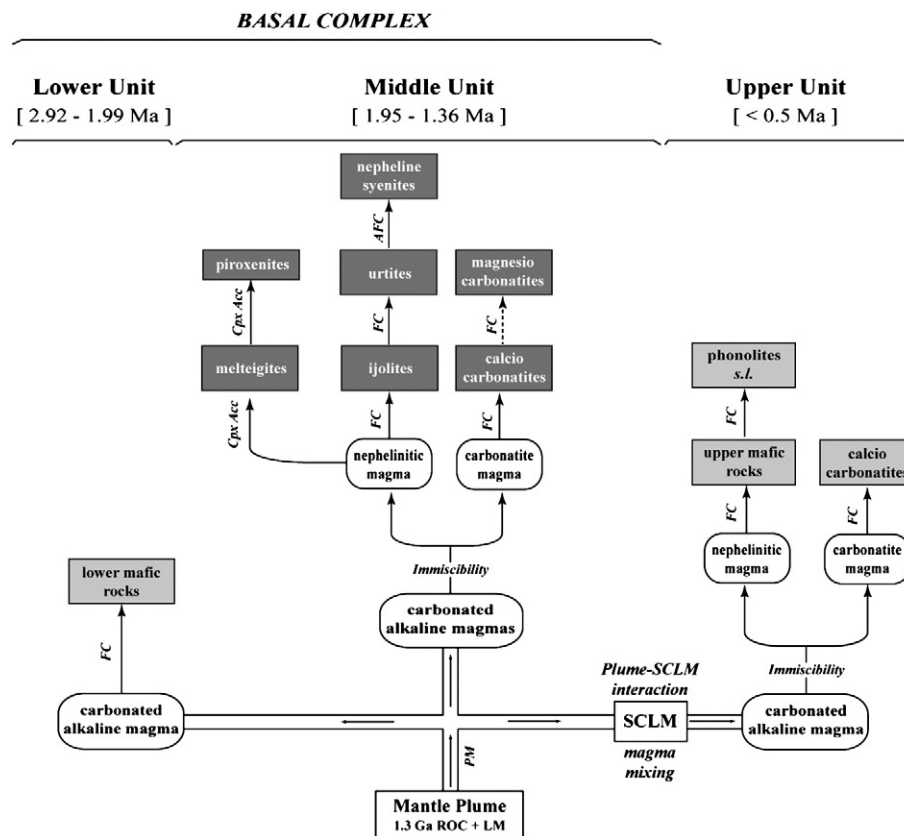 BASAL COMPLEX
Lower Unit
[ 2.92 - 1.99 Ma ]
Middle Unit
[ 1.95 - 1.36 Ma ]
Upper Unit
[ < 0.5 Ma ]
nepheline
syenites
AFC
piroxenites
urtites
magnesio
carbonatites
Cpx Acc
FC
FC
melteigites
ijolites
calcio
carbonatites
phonolites
s.l.
Cpx Acc
FC
FC
FC
nephelinitic
magma
carbonatite
magma
upper mafic
rocks
calcio
carbonatites
FC
FC
nephelinitic
magma
carbonatite
magma
Immiscibility
lower mafic
rocks
carbonated
alkaline magmas
FC
Immiscibility
Plume-SCLM
interaction
carbonated
alkaline magma
SCLM
carbonated
alkaline magma
magma
mixing
PM
Mantle Plume
1.3 Ga ROC + LM